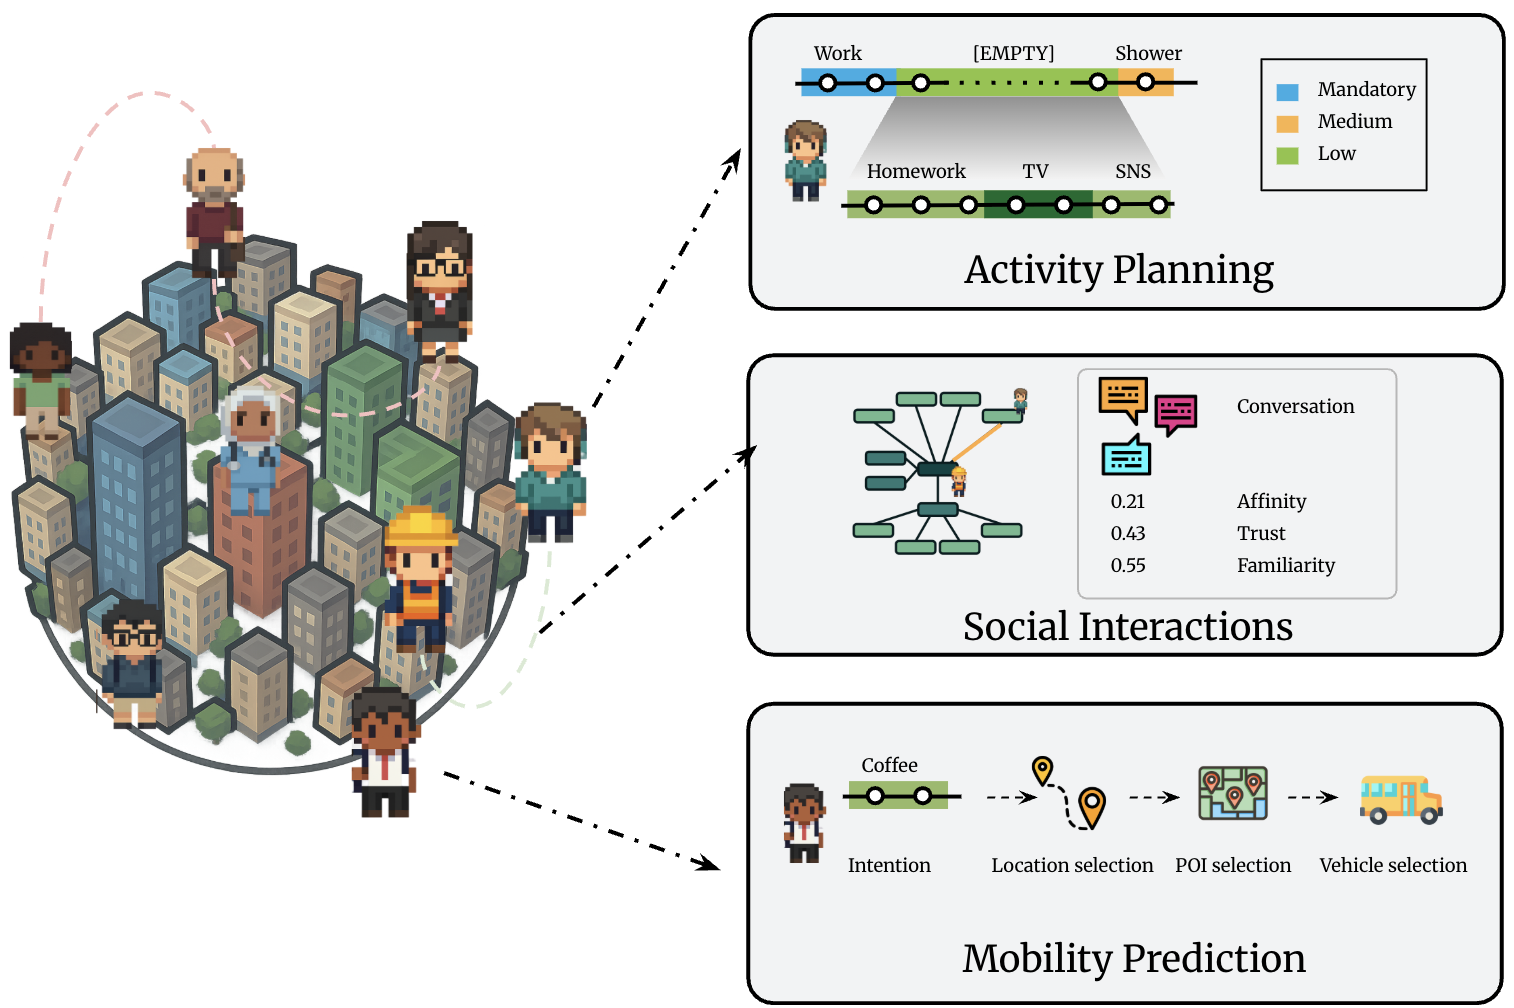 Work [EMPTY] Shower
Mandatory
Medium
Low
Homework TV SNS
Activity Planning
Conversation
0.21 Affinity
0.43 Trust
0.55 Familiarity
Social Interactions
Coffee
Intention Location selection POI selection Vehicle selection
Mobility Prediction